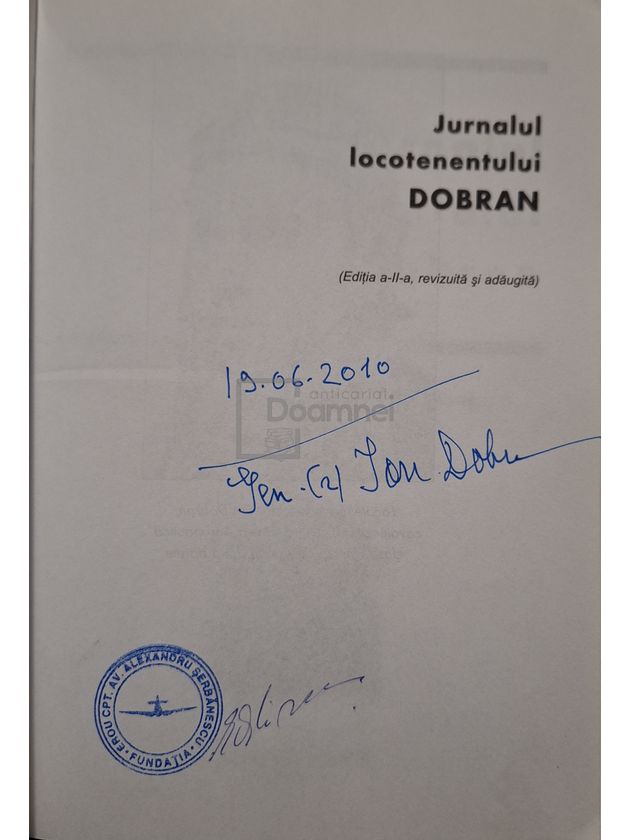 Jurnalul
locotenentului
DOBRAN
(Ediția a-II-a, revizuită și adăugită)
19.06.2010
anticariat
Doamnei
Gen. (r) Ion Dobran
EROU CPT. AV. ALEXANDRU ȘERBĂNESCU
FUNDAȚIA